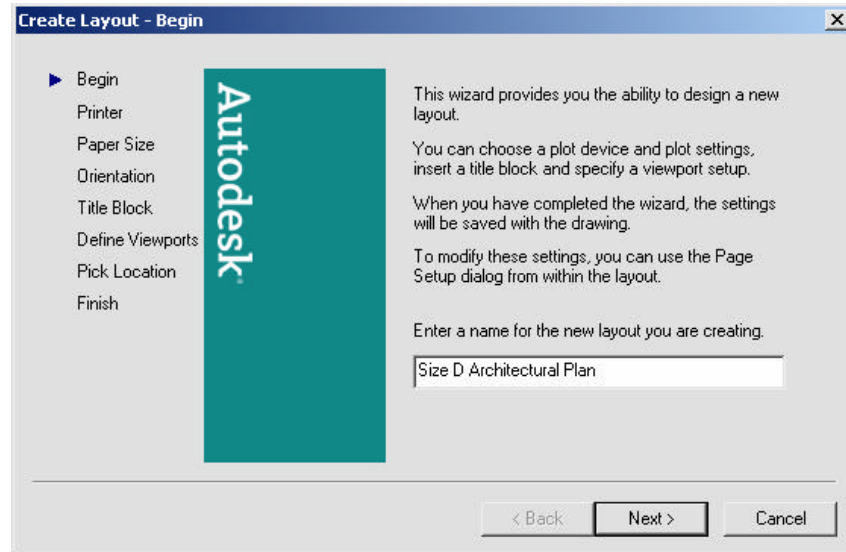 Create Layout - Begin
Begin
Printer
Paper Size
Orientation
Title Block
Define Viewports
Pick Location
Finish
Autodesk
This wizard provides you the ability to design a new
layout.
You can choose a plot device and plot settings,
insert a title block and specify a viewport setup.
When you have completed the wizard, the settings
will be saved with the drawing.
To modify these settings, you can use the Page
Setup dialog from within the layout.
Enter a name for the new layout you are creating.
Size D Architectural Plan
< Back
Next >
Cancel